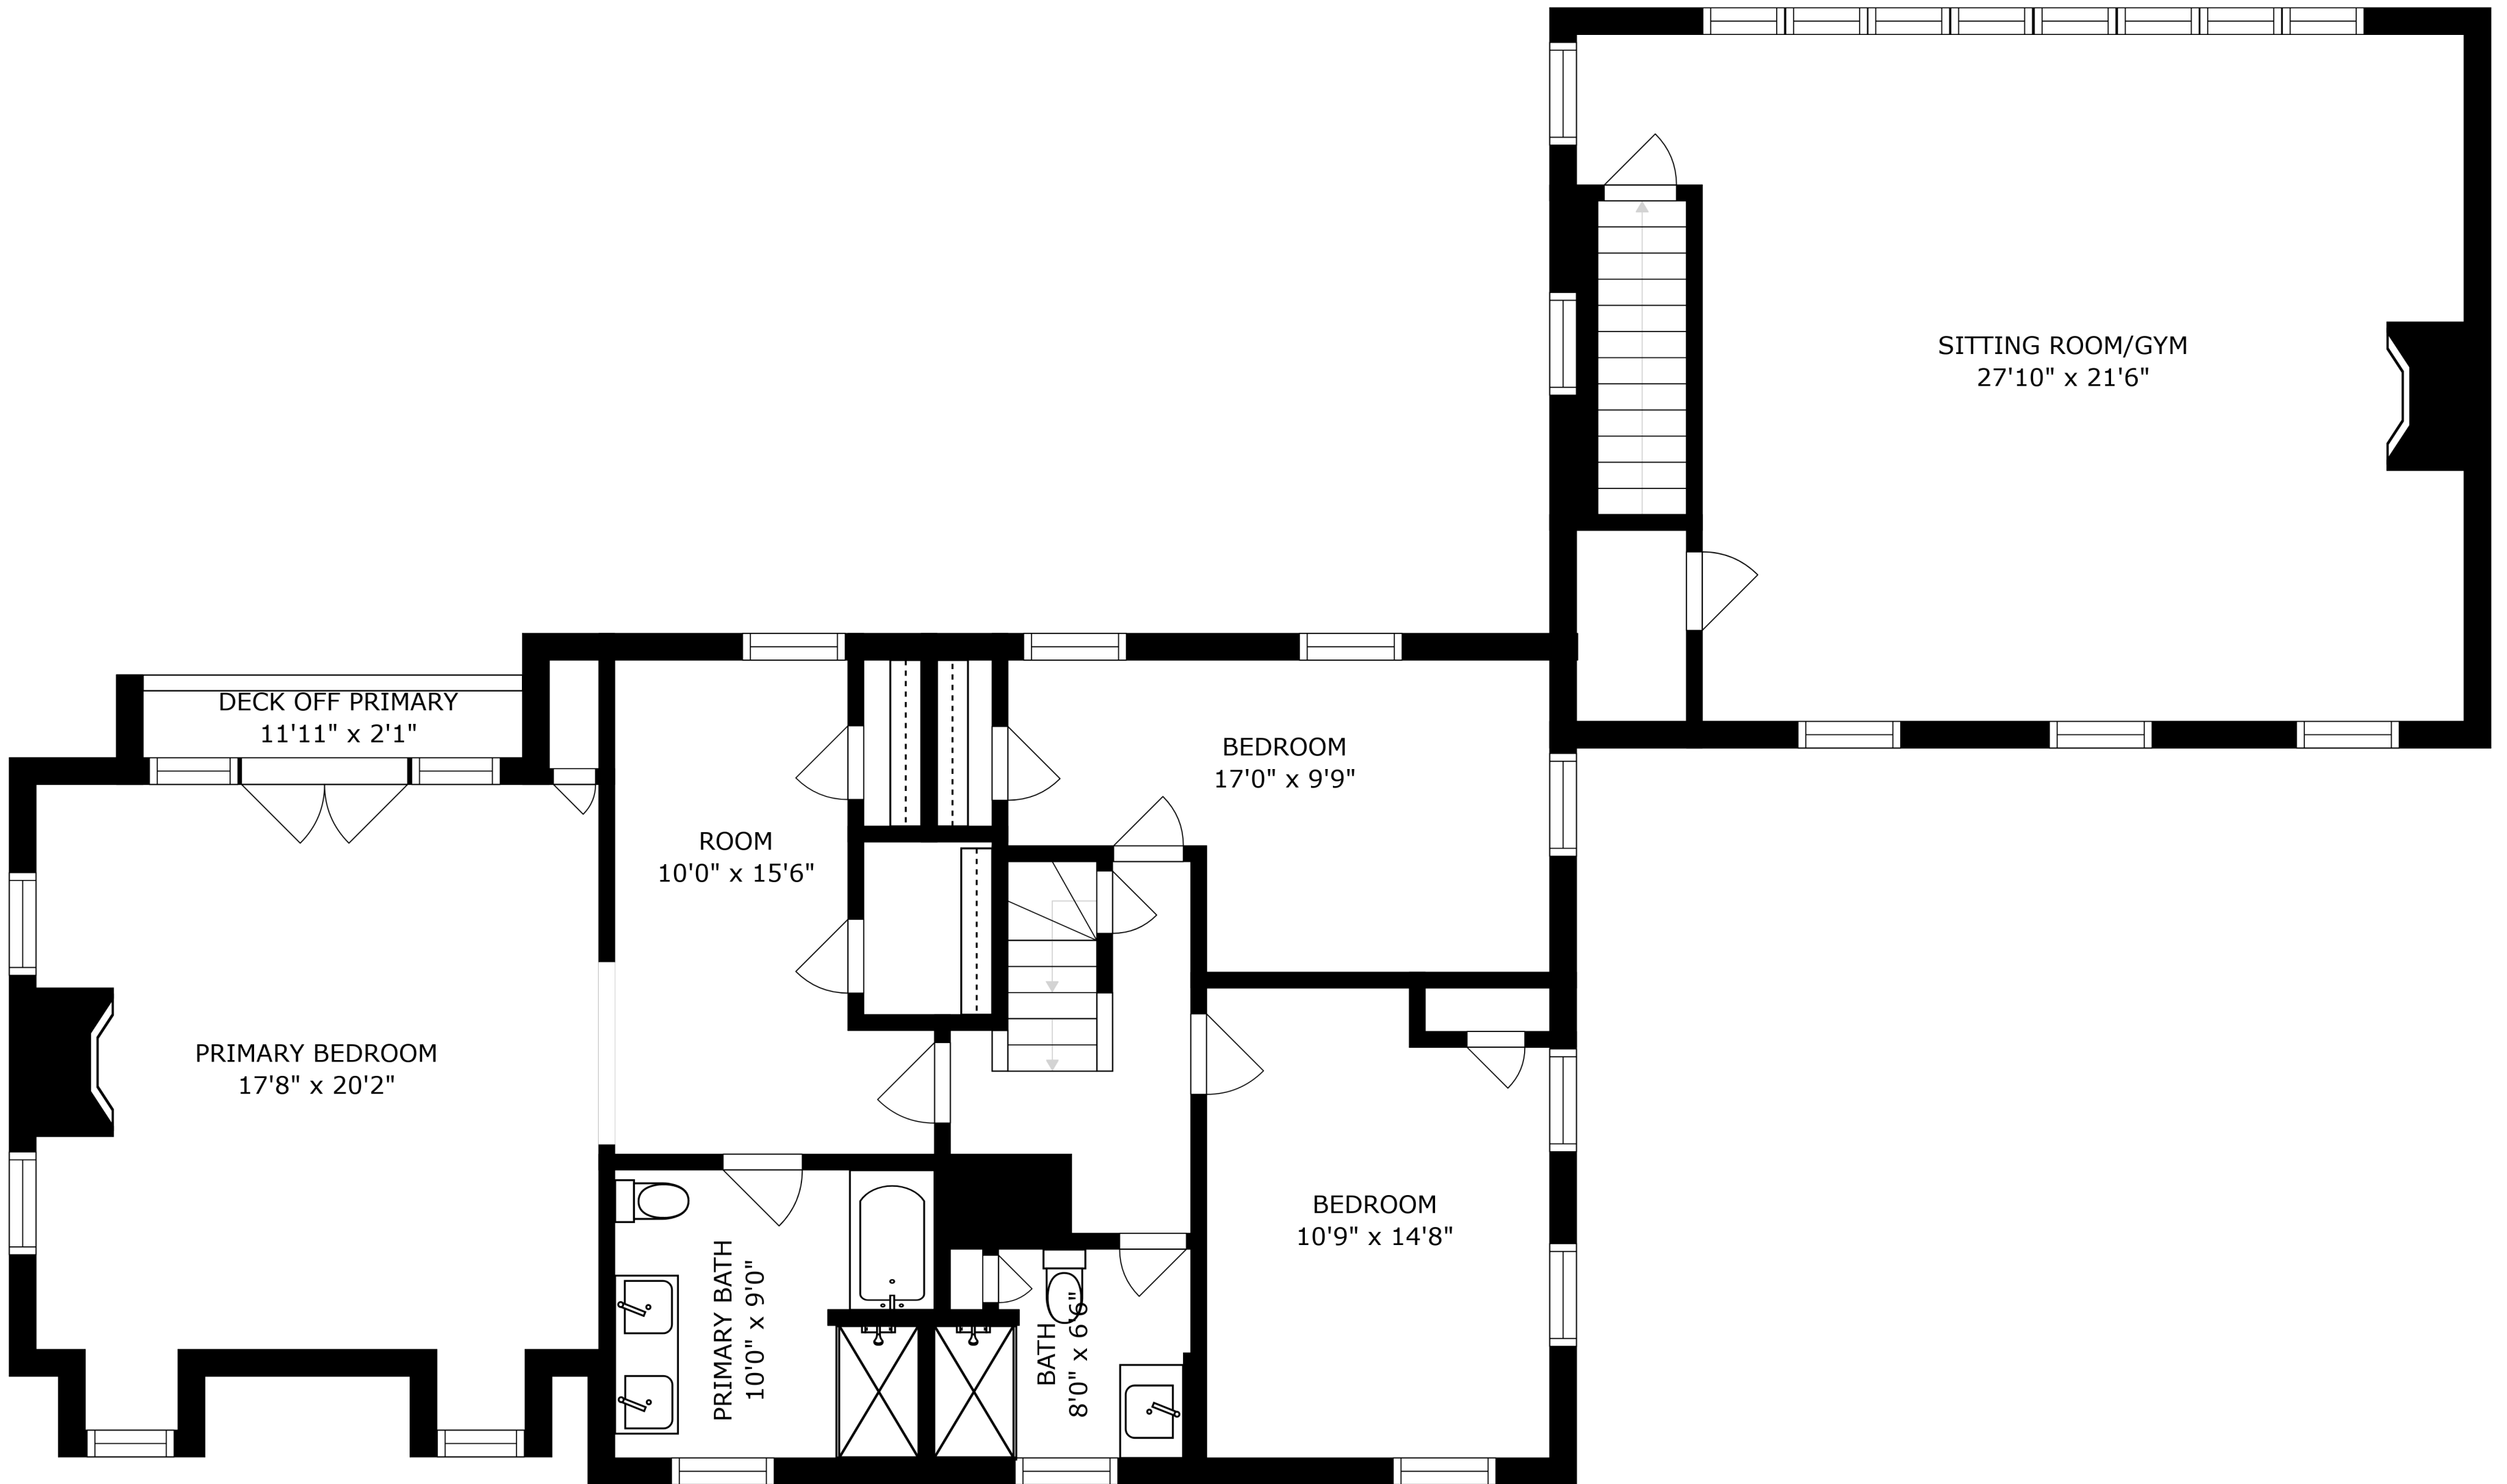 SITTING ROOM/GYM
27'10" x 21'6"
DECK OFF PRIMARY
11'11" x 2'1"
BEDROOM
17'0" x 9'9"
ROOM
10'0" x 15'6"
PRIMARY BEDROOM
17'8" x 20'2"
BEDROOM
10'9" x 14'8"
PRIMARY BATH
10'0" x 9'0"
BATH
8'0" x 6'6"